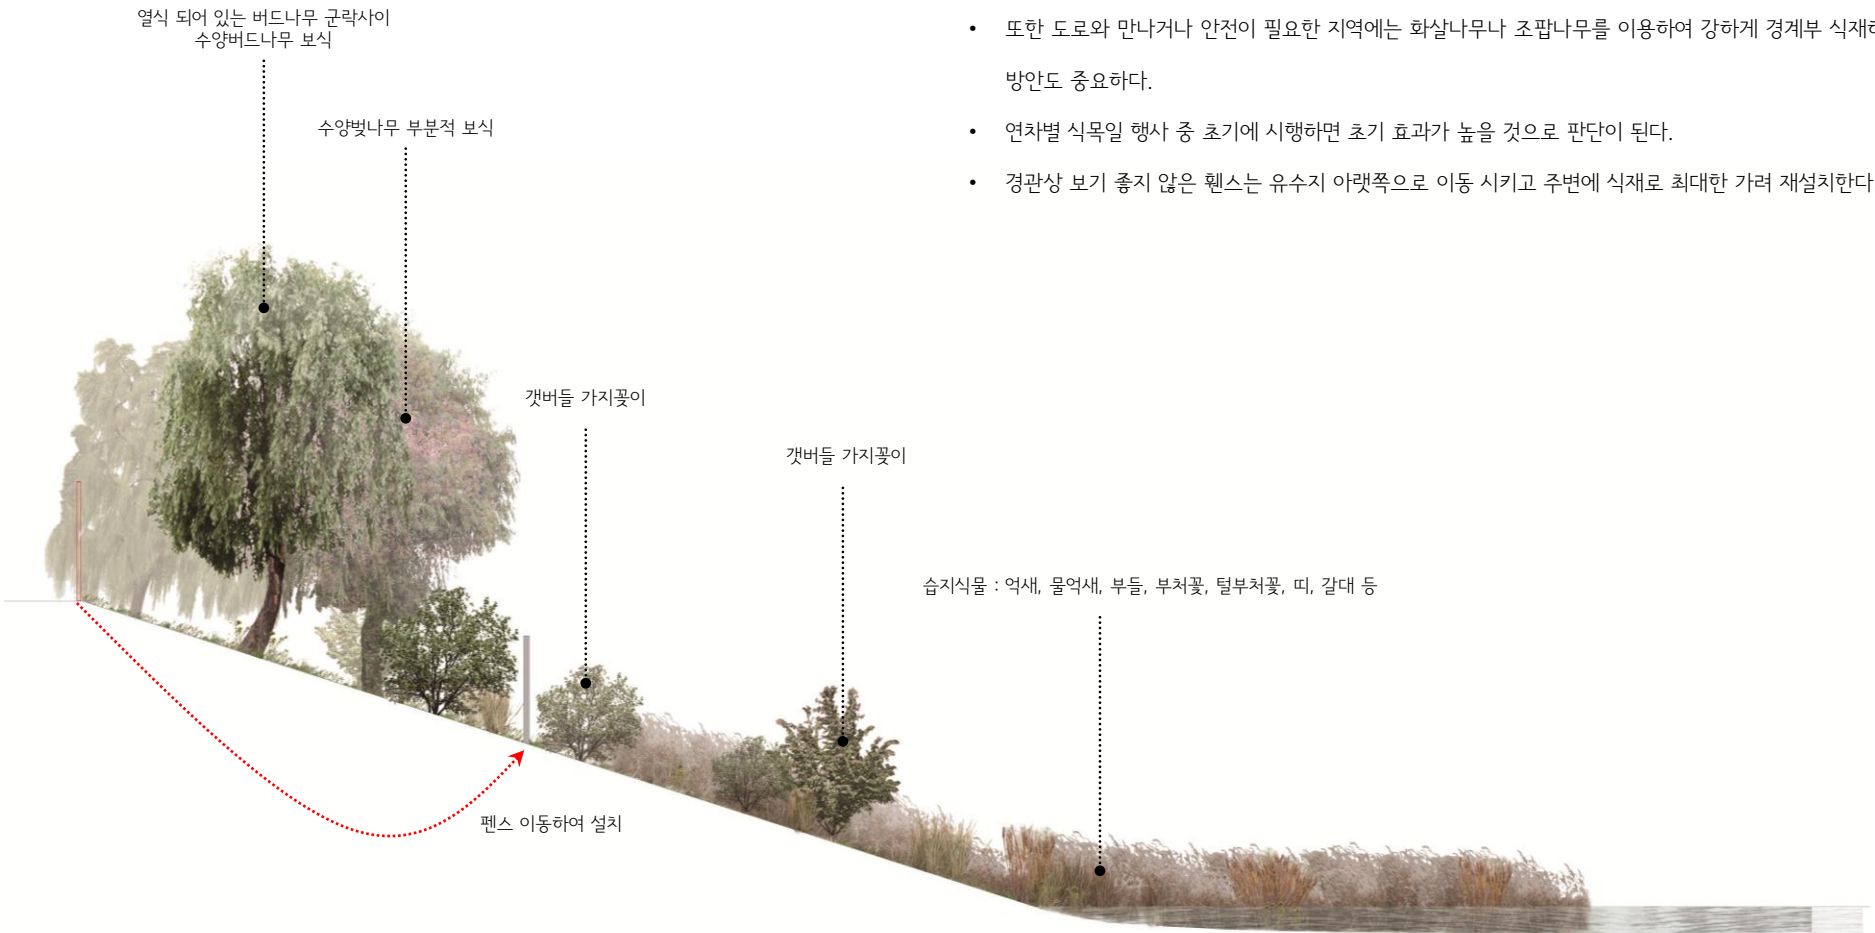 열식 되어 있는 버드나무 군락사이
수양버드나무 보식
수양벚나무 부분적 보식
• 또한 도로와 만나거나 안전이 필요한 지역에는 화살나무나 조팝나무를 이용하여 강하게 경계부 식재하
방안도 중요하다.
• 연차별 식목일 행사 중 초기에 시행하면 초기 효과가 높을 것으로 판단이 된다.
• 경관상 보기 좋지 않은 휀스는 유수지 아랫쪽으로 이동 시키고 주변에 식재로 최대한 가려 재설치한다
갯버들 가지꽃이
갯버들 가지꽃이
습지식물 : 억새, 물억새, 부들, 부처꽃, 털부처꽃, 띠, 갈대 등
펜스 이동하여 설치